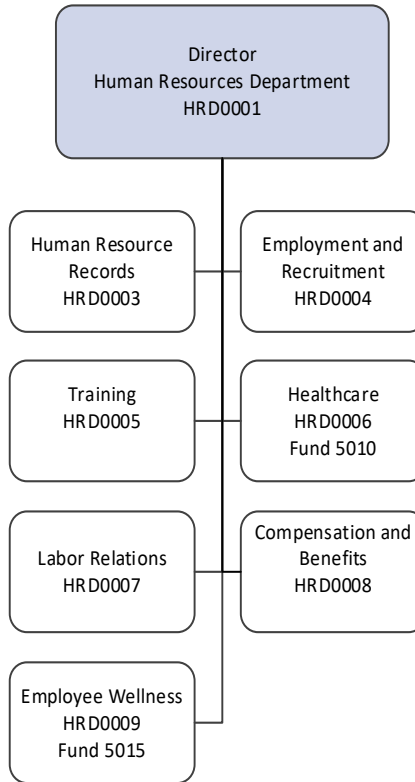 Director
Human Resources Department
HRD0001
Human Resource
Records
HRD0003
Employment and
Recruitment
HRD0004
Training
HRD0005
Healthcare
HRD0006
Fund 5010
Labor Relations
HRD0007
Compensation and
Benefits
HRD0008
Employee Wellness
HRD0009
Fund 5015